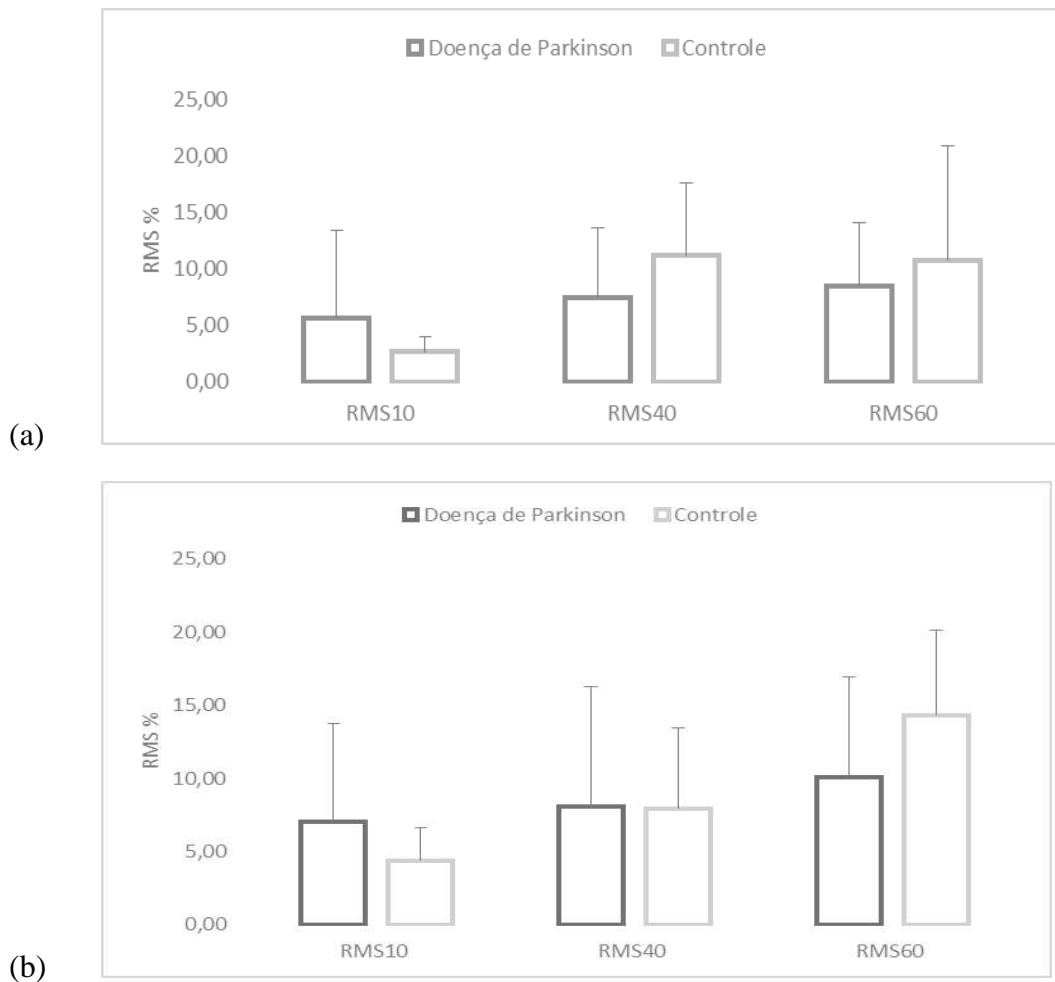 Doença de Parkinson Controle
25,00
20,00
15,00
10,00
5,00
0,00
RMS %
RMS10 RMS40 RMS60
(a)
Doença de Parkinson Controle
25,00
20,00
15,00
10,00
5,00
0,00
RMS %
RMS10 RMS40 RMS60
(b)